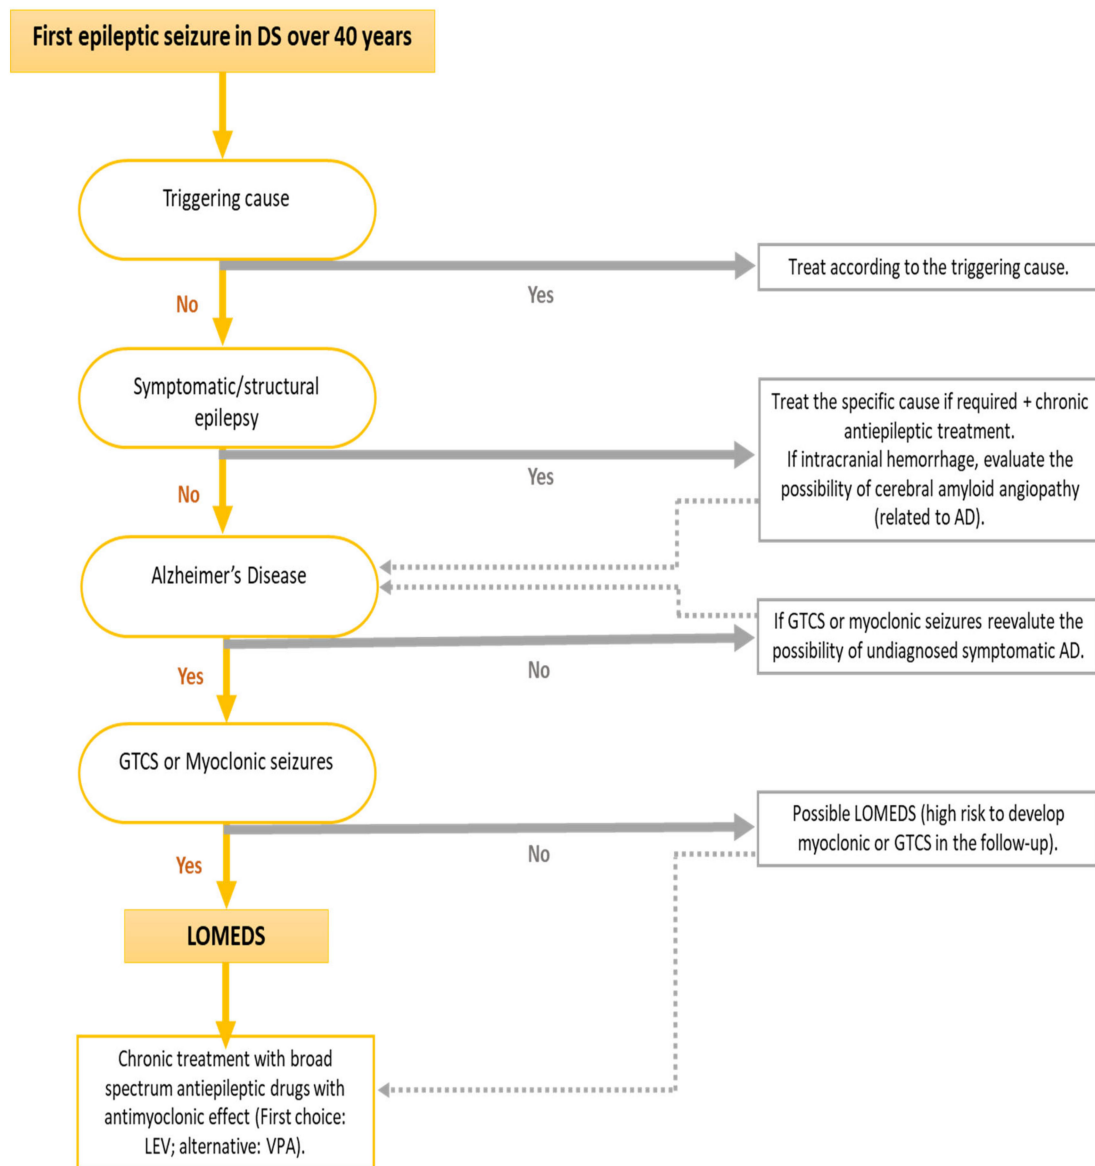 First epileptic seizure in DS over 40 years
Triggering cause
Treat according to the triggering cause.
Yes
No
Symptomatic/structural
epilepsy
Treat the specific cause if required + chronic
antiepileptic treatment.
If intracranial hemorrhage, evaluate the
possibility of cerebral amyloid angiopathy
(related to AD).
Yes
No
Alzheimer's Disease
If GTCS or myoclonic seizures reevalute the
possibility of undiagnosed symptomatic AD.
No
Yes
GTCS or Myoclonic seizures
Possible LOMEDS (high risk to develop
myoclonic or GTCS in the follow-up).
No
Yes
LOMEDS
Chronic treatment with broad
spectrum antiepileptic drugs with
antimyoclonic effect (First choice:
LEV; alternative: VPA).